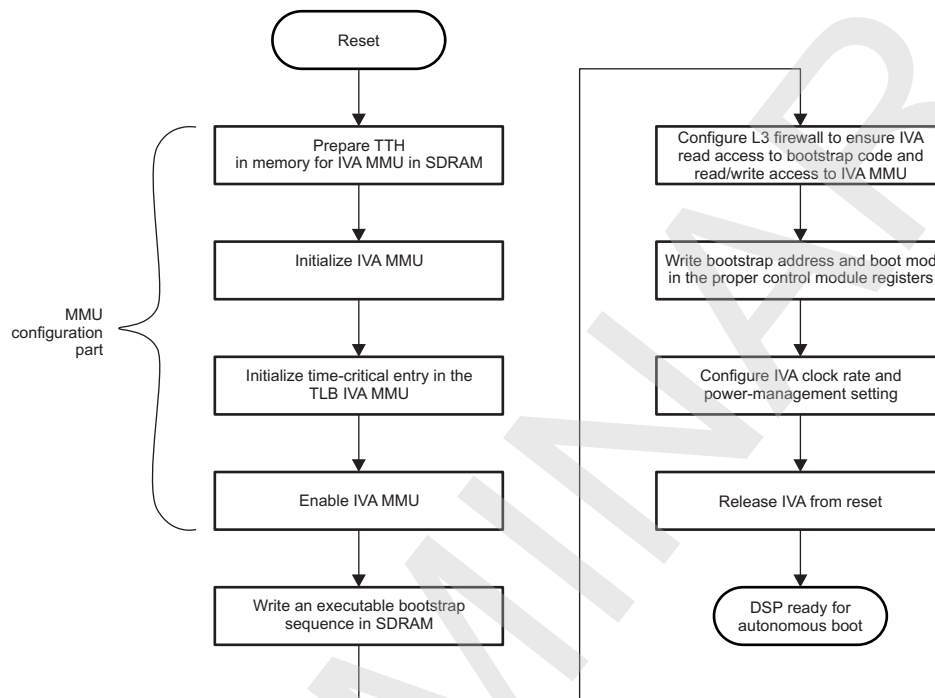 Reset
Prepare TTH
in memory for IVA MMU in SDRAM
Initialize IVA MMU
MMU
configuration
part
Initialize time-critical entry in the
TLB IVA MMU
Enable IVA MMU
Write an executable bootstrap
sequence in SDRAM
Configure L3 firewall to ensure IVA
read access to bootstrap code and
read/write access to IVA MMU
Write bootstrap address and boot mod
in the proper control module registers
Configure IVA clock rate and
power-management setting
Release IVA from reset
DSP ready for
autonomous boot
MINAR